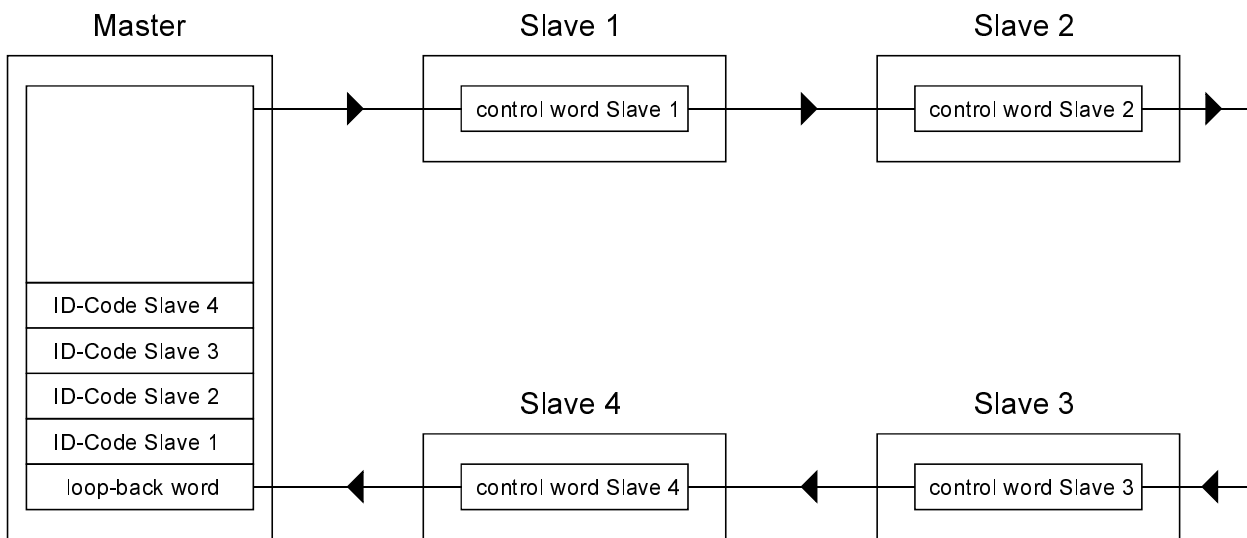 Master
Slave 1
Slave 2
control word Slave 1
control word Slave 2
ID-Code Slave 4
ID-Code Slave 3
ID-Code Slave 2
ID-Code Slave 1
loop-back word
Slave 4
Slave 3
control word Slave 4
control word Slave 3